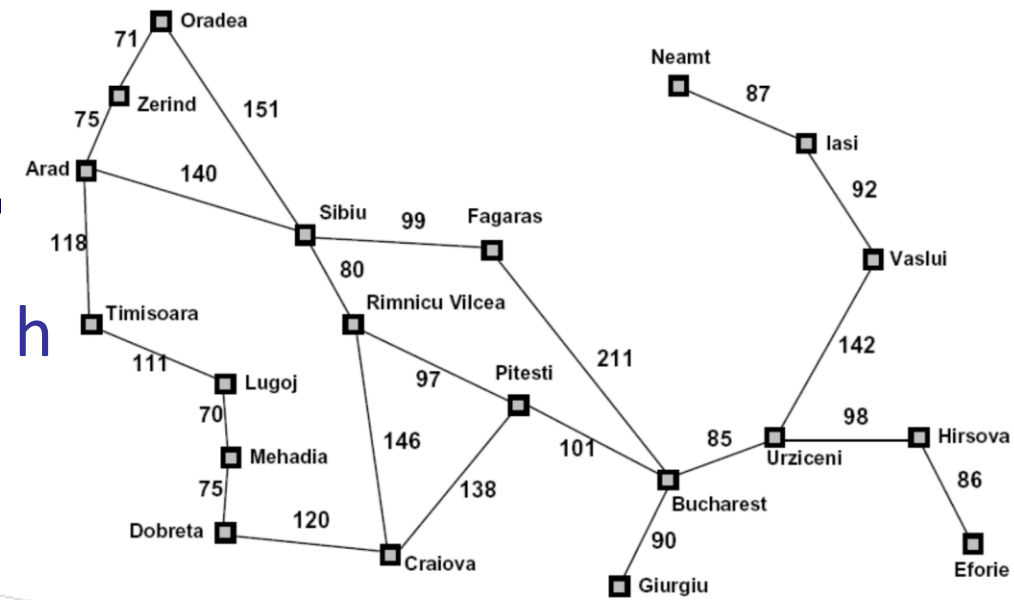 Oradea
71
Neamt
87
Zerind
151
75
Iasi
Arad
140
92
Sibiu
99
Fagaras
118
80
Vaslui
Rimnicu Vilcea
Timisoara
h
142
211
111
97
Pitesti
Lugoj
70
98
146
85
Hirsova
101
Mehadia
Urziceni
75
138
86
Bucharest
120
Dobreta
90
Craiova
Eforie
Giurgiu